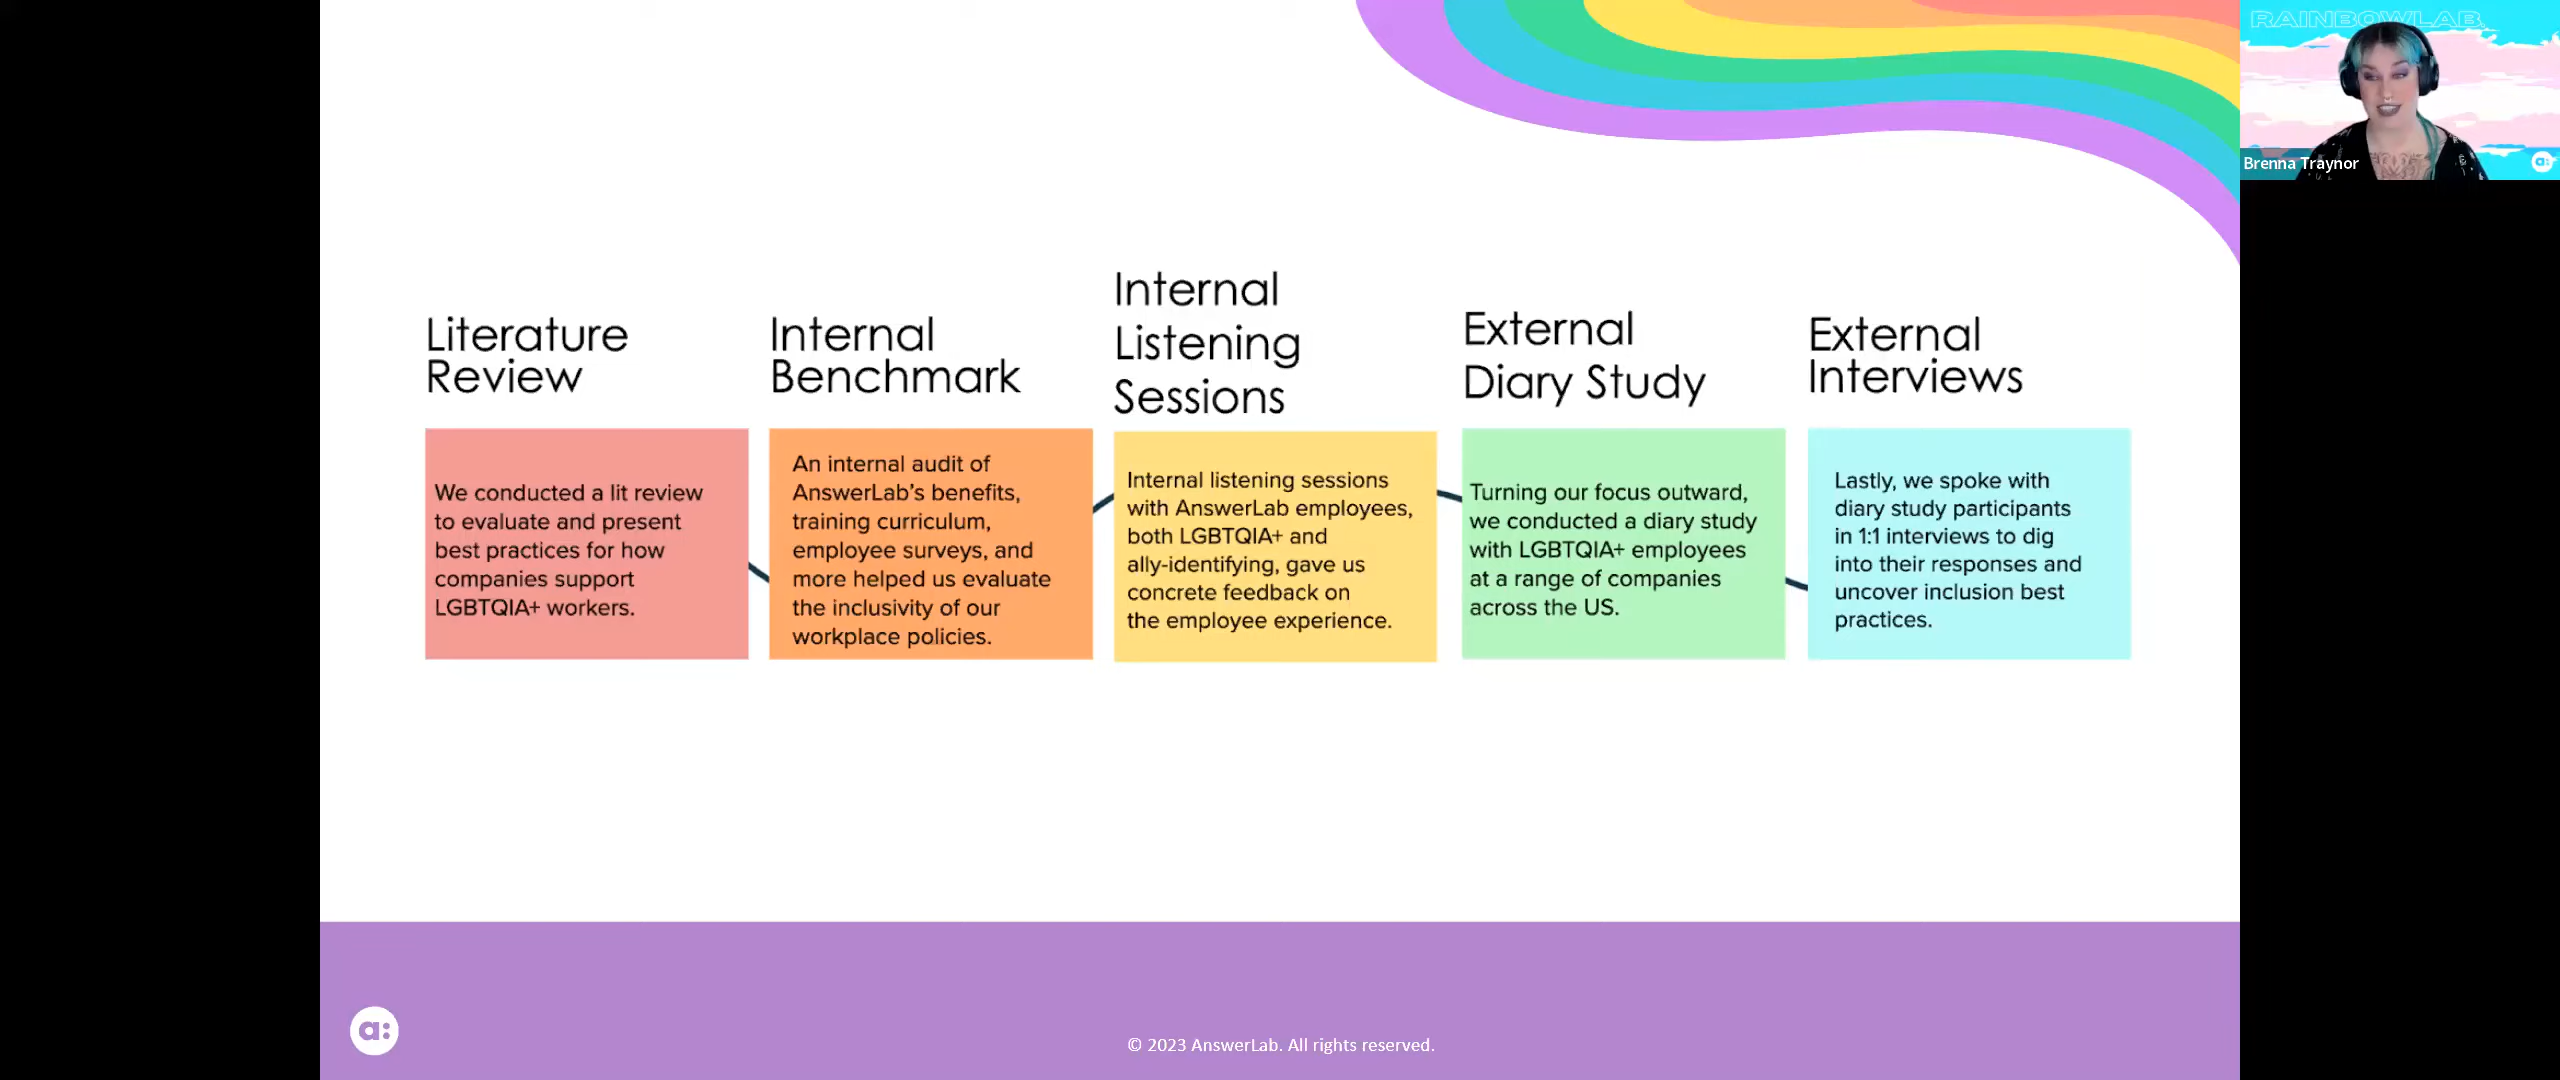 RAINBOWLAB
Brenna Traynor
a:
Literature
Review
We conducted a lit review
to evaluate and present
best practices for how
companies support
LGBTQIA+ workers.
Internal
Benchmark
An internal audit of
AnswerLab's benefits,
training curriculum,
employee surveys, and
more helped us evaluate
the inclusivity of our
workplace policies.
Internal
Listening
Sessions
Internal listening sessions
with AnswerLab employees,
both LGBTQIA+ and
ally-identifying, gave us
concrete feedback on
the employee experience.
External
Diary Study
Turning our focus outward,
we conducted a diary study
with LGBTQIA+ employees
at a range of companies
across the US.
External
Interviews
Lastly, we spoke with
diary study participants
in 1:1 interviews to dig
into their responses and
uncover inclusion best
practices.
a:
© 2023 AnswerLab. All rights reserved.